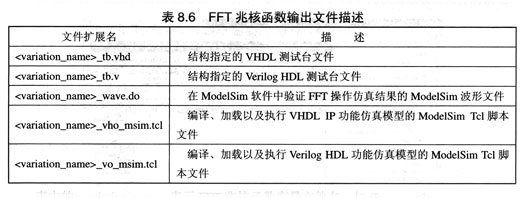 表 8.6 FFT 兆核函数输出文件描述
文件扩展名 描 述
<variation_name>_tb.vhd 结构指定的 VHDL 测试台文件
<variation_name>_tb.v 结构指定的 Verilog HDL 测试台文件
<variation_name>_wave.do 在 ModelSim 软件中验证 FFT 操作仿真结果的 ModelSim 波形文件
<variation_name>_vho_msim.tcl 编译、加载以及执行 VHDL IP 功能仿真模型的 ModelSim Tcl 脚本
文件
<variation_name>_vo_msim.tcl 编译、加载以及执行 Verilog HDL 功能仿真模型的 ModelSim Tcl 脚
本文件